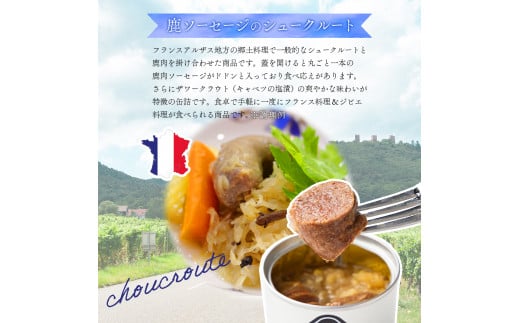 鹿ソーセージのシュークルート
フランスアルザス地方の郷土料理で一般的なシュークルートと
鹿肉を掛け合わせた商品です。蓋を開けると丸ごと一本の
鹿肉ソーセージがドドンと入っており食べ応えがあります。
さらにザワークラウト（キャベツの塩漬）の爽やかな味わいが
特徴の缶詰です。食卓で手軽に一度にフランス料理＆ジビエ
料理が食べられる商品です。
choucroute